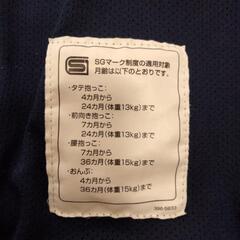 SGマーク制度の適用対象
月齢は以下のとおりです。
・タテ抱っこ：
4カ月から
24カ月(体重13kg)まで
・前向き抱っこ：
7カ月から
24カ月(体重13kg)まで
・腰抱っこ：
7カ月から
36カ月(体重15kg)まで
・おんぶ：
4カ月から
36カ月(体重15kg)まで